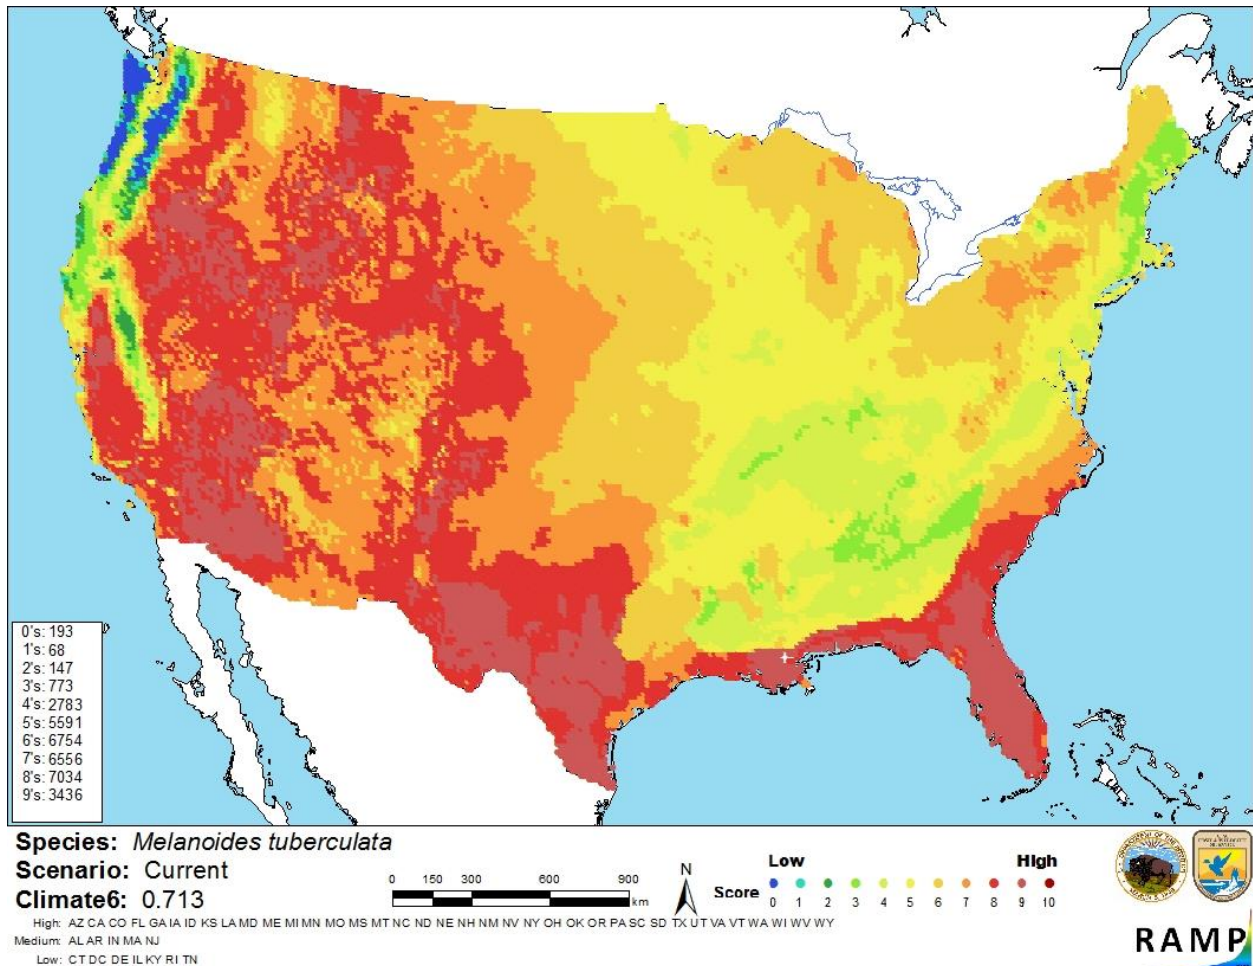 0's: 193
1's: 68
2's: 147
3's: 773
4's: 2783
5's: 5591
6's: 6754
7's: 6556
8's: 7034
9's: 3436
Species: Melanoides tuberculata
Scenario: Current
Climate6: 0.713
0 150 300 600 900
km
N
Low High
Score
0 1 2 3 4 5 6 7 8 9 10
High: AZ CA CO FL GA IA ID KS LA MD ME MI MN MO MS MT NC ND NE NH NM NV NY OH OK OR PA SC SD TX UT VA VT WA WI WV WY
Medium: AL AR IN MA NJ
Low: CT DC DE IL KY RI TN
RAMP